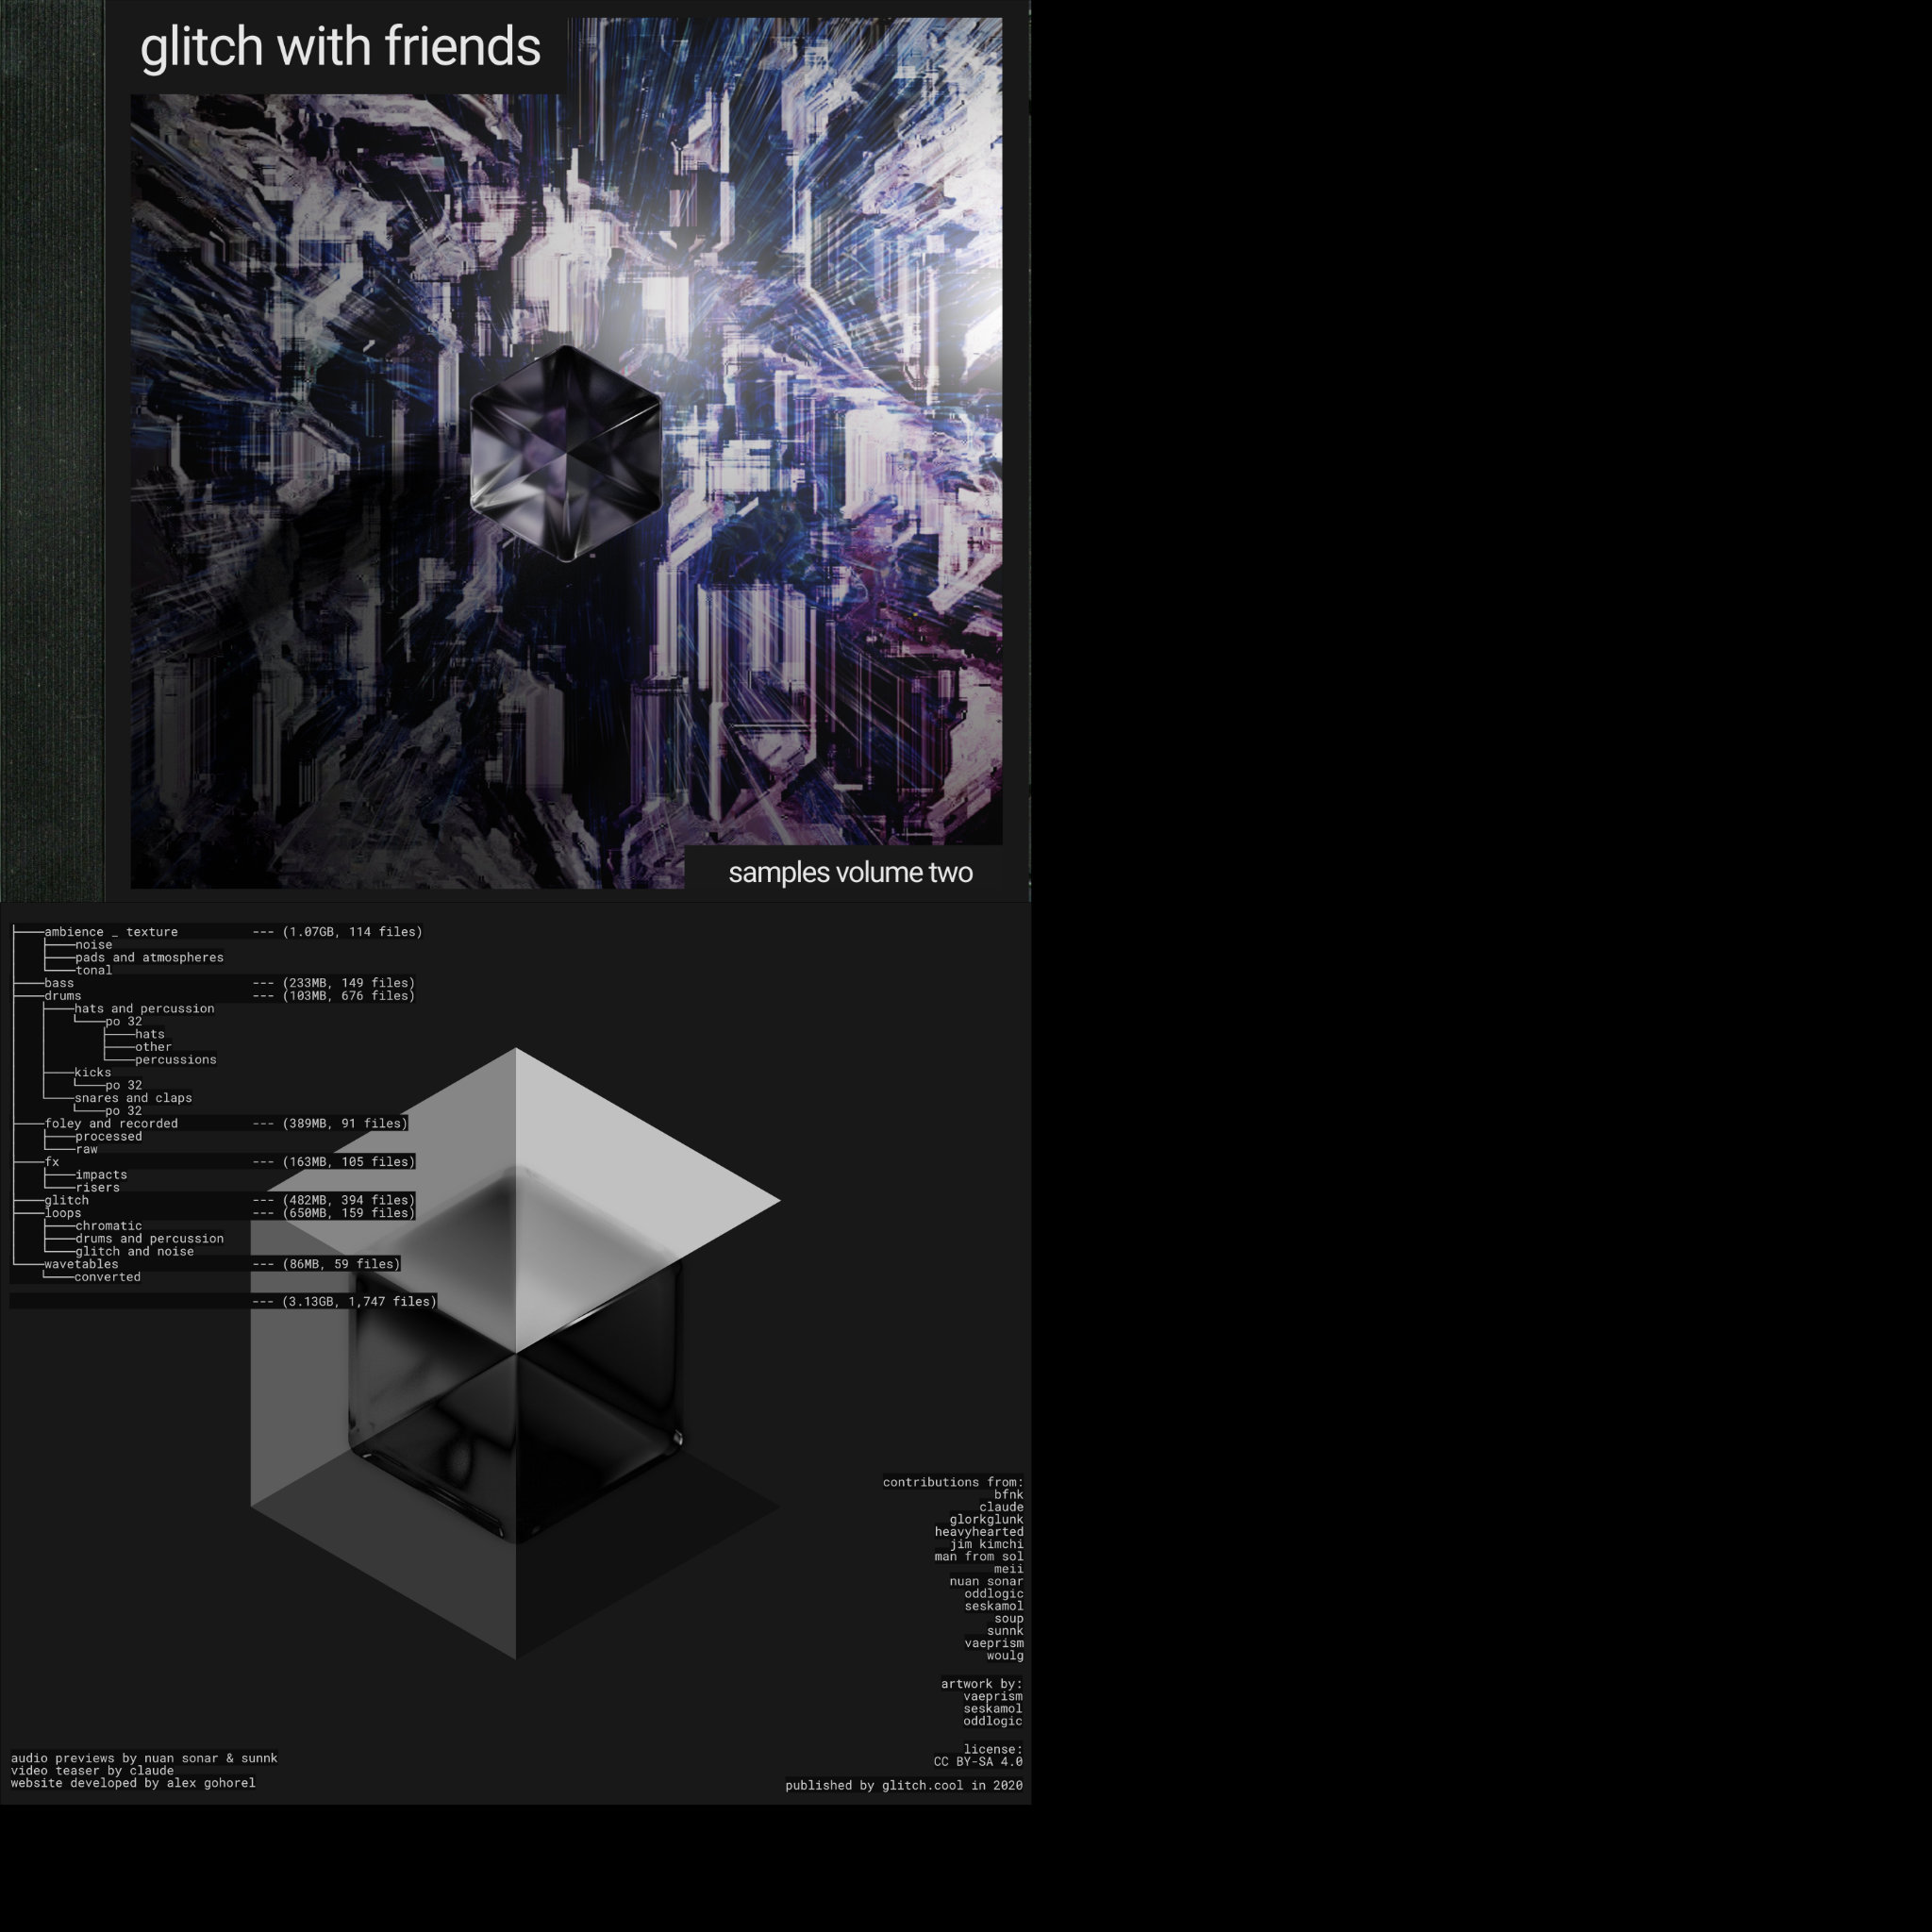 glitch with friends
samples volume two
├───ambience _ texture --- (1.07GB, 114 files)
│   ├───noise
│   ├───pads and atmospheres
│   └───tonal
├───bass --- (233MB, 149 files)
├───drums --- (103MB, 676 files)
│   ├───hats and percussion
│   │   └───po 32
│   │       ├───hats
│   │       ├───other
│   │       └───percussions
│   ├───kicks
│   │   └───po 32
│   └───snares and claps
│       └───po 32
├───foley and recorded --- (389MB, 91 files)
│   ├───processed
│   └───raw
├───fx --- (163MB, 105 files)
│   ├───impacts
│   └───risers
├───glitch --- (482MB, 394 files)
├───loops --- (650MB, 159 files)
│   ├───chromatic
│   ├───drums and percussion
│   └───glitch and noise
└───wavetables --- (86MB, 59 files)
    └───converted
--- (3.13GB, 1,747 files)
contributions from:
bfnk
claude
glorkglunk
heavyhearted
jim kimchi
man from sol
meii
nuan sonar
oddlogic
seskamol
soup
sunnk
vaeprism
woulg
artwork by:
vaeprism
seskamol
oddlogic
license:
CC BY-SA 4.0
published by glitch.cool in 2020
audio previews by nuan sonar & sunnk
video teaser by claude
website developed by alex gohorel